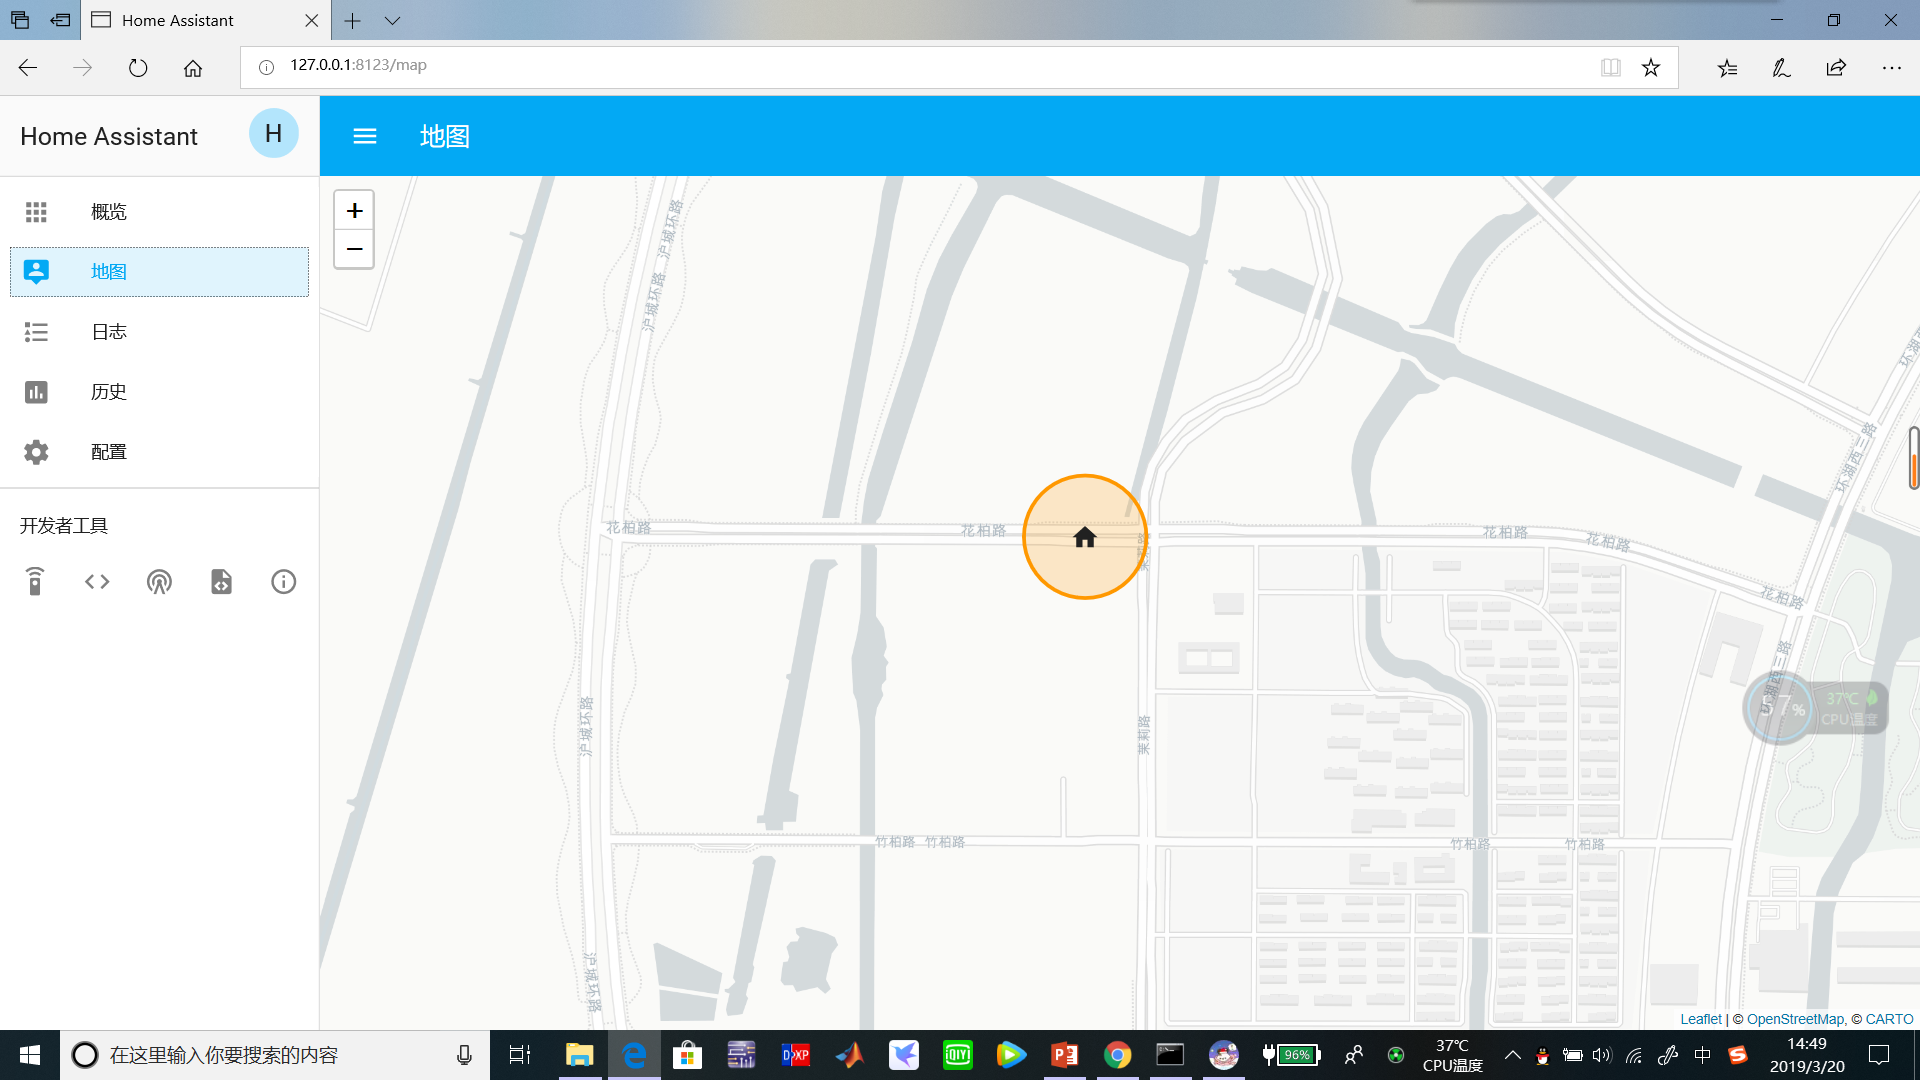 Home Assistant
127.0.0.1:8123/map
Home Assistant
H
地图
概览
地图
日志
历史
配置
开发者工具
+
−
沪城环路
沪城环路
花柏路
花柏路
花柏路
花柏路
花柏路
沪城环路
茉莉路
环湖西三路
环湖西三路
竹柏路
竹柏路
竹柏路
竹柏路
沪城环路
37℃
CPU温度
Leaflet | © OpenStreetMap, © CARTO
在这里输入你要搜索的内容
DXP
DIY
96%
37℃
CPU温度
中
14:49
2019/3/20